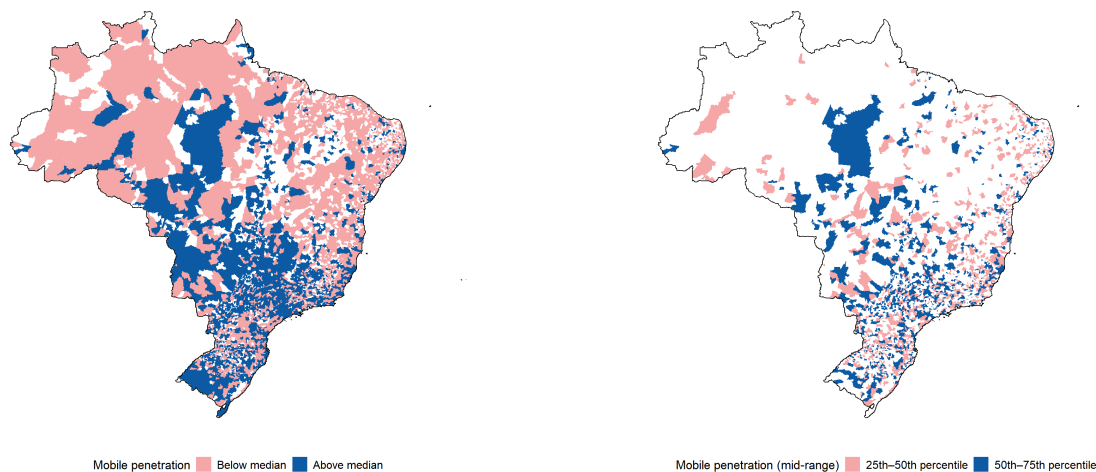 Mobile penetration Below median Above median
Mobile penetration (mid-range) 25th–50th percentile 50th–75th percentile